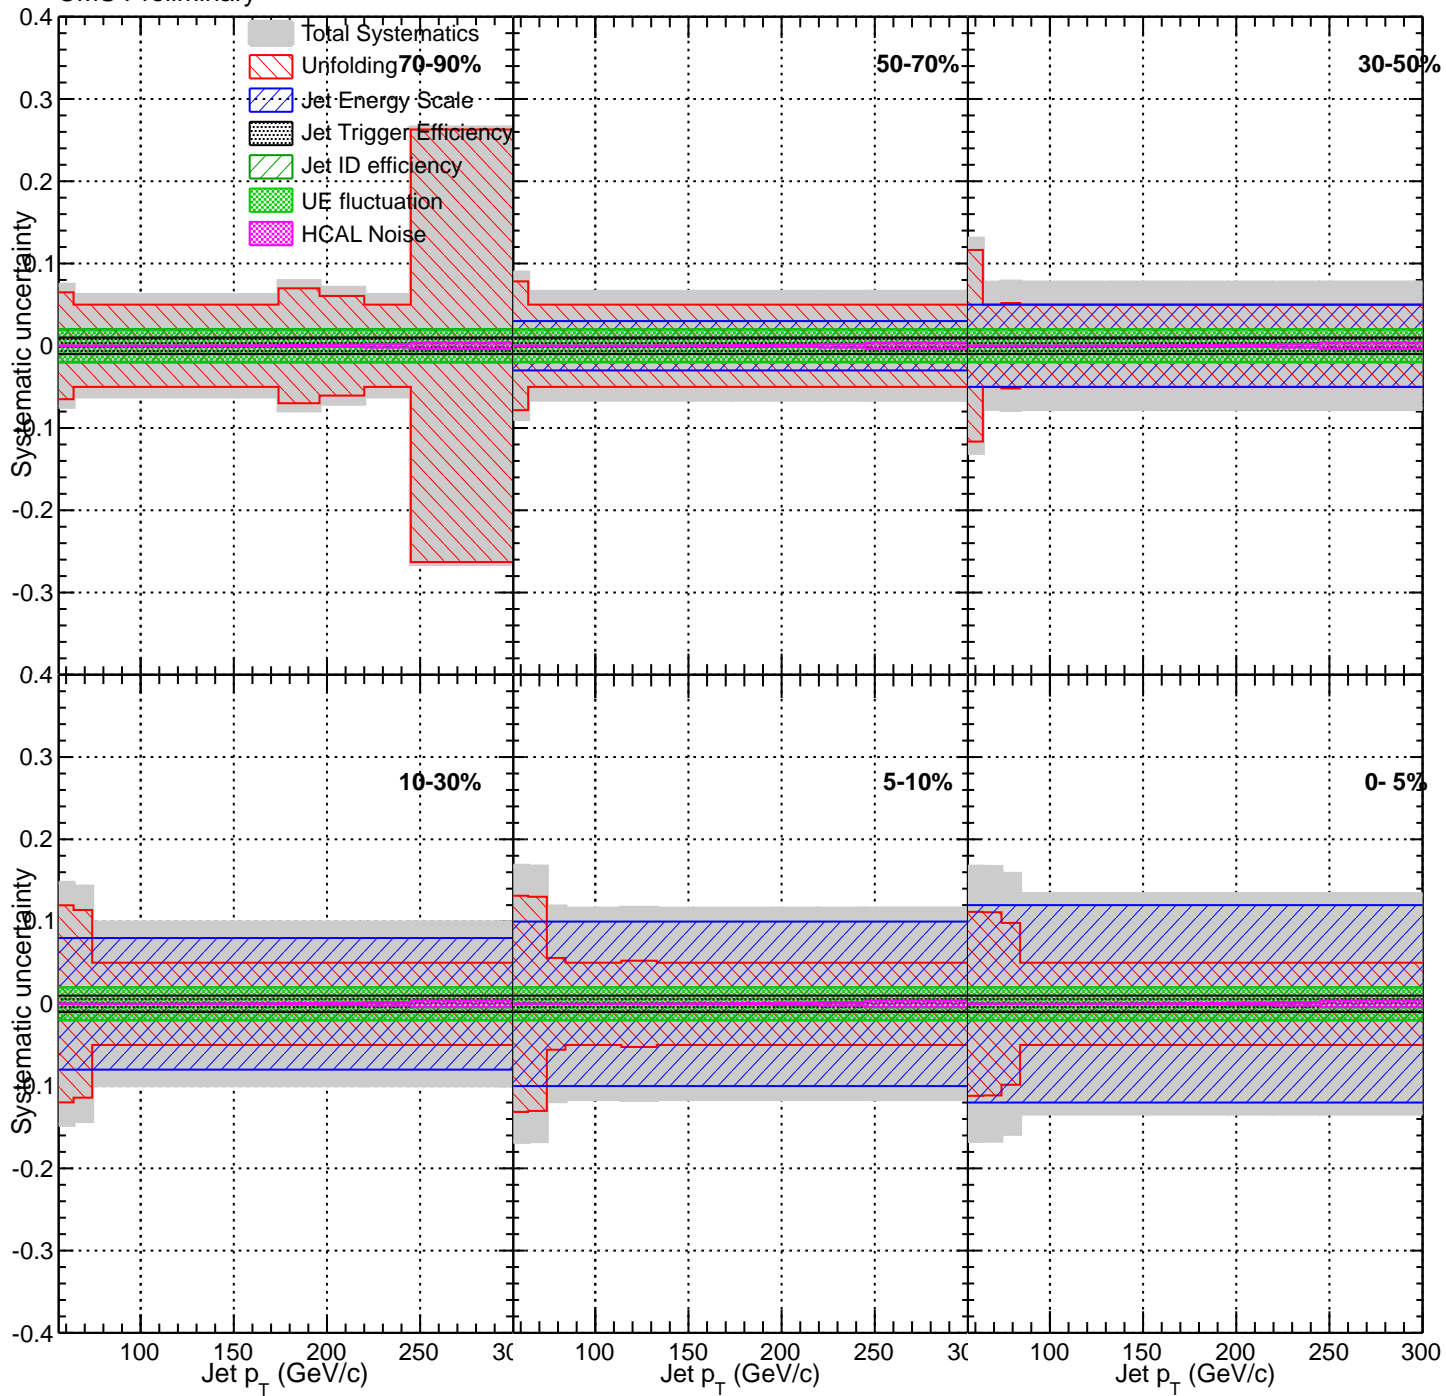 0.4
Total Systematics
Unfolding 70-90%
50-70%
30-50%
0.3
Jet Energy Scale
Jet Trigger Efficiency
Jet ID efficiency
0.2
UE fluctuation
HCAL Noise
0.1
0
-0.1
-0.2
-0.3
Systematic uncertainty
0.4
0.3
10-30%
5-10%
0- 5%
0.2
0.1
0
-0.1
-0.2
-0.3
-0.4
Systematic uncertainty
100 150 200 250 30
100 150 200 250 30
100 150 200 250 300
Jet p_T (GeV/c)
Jet p_T (GeV/c)
Jet p_T (GeV/c)